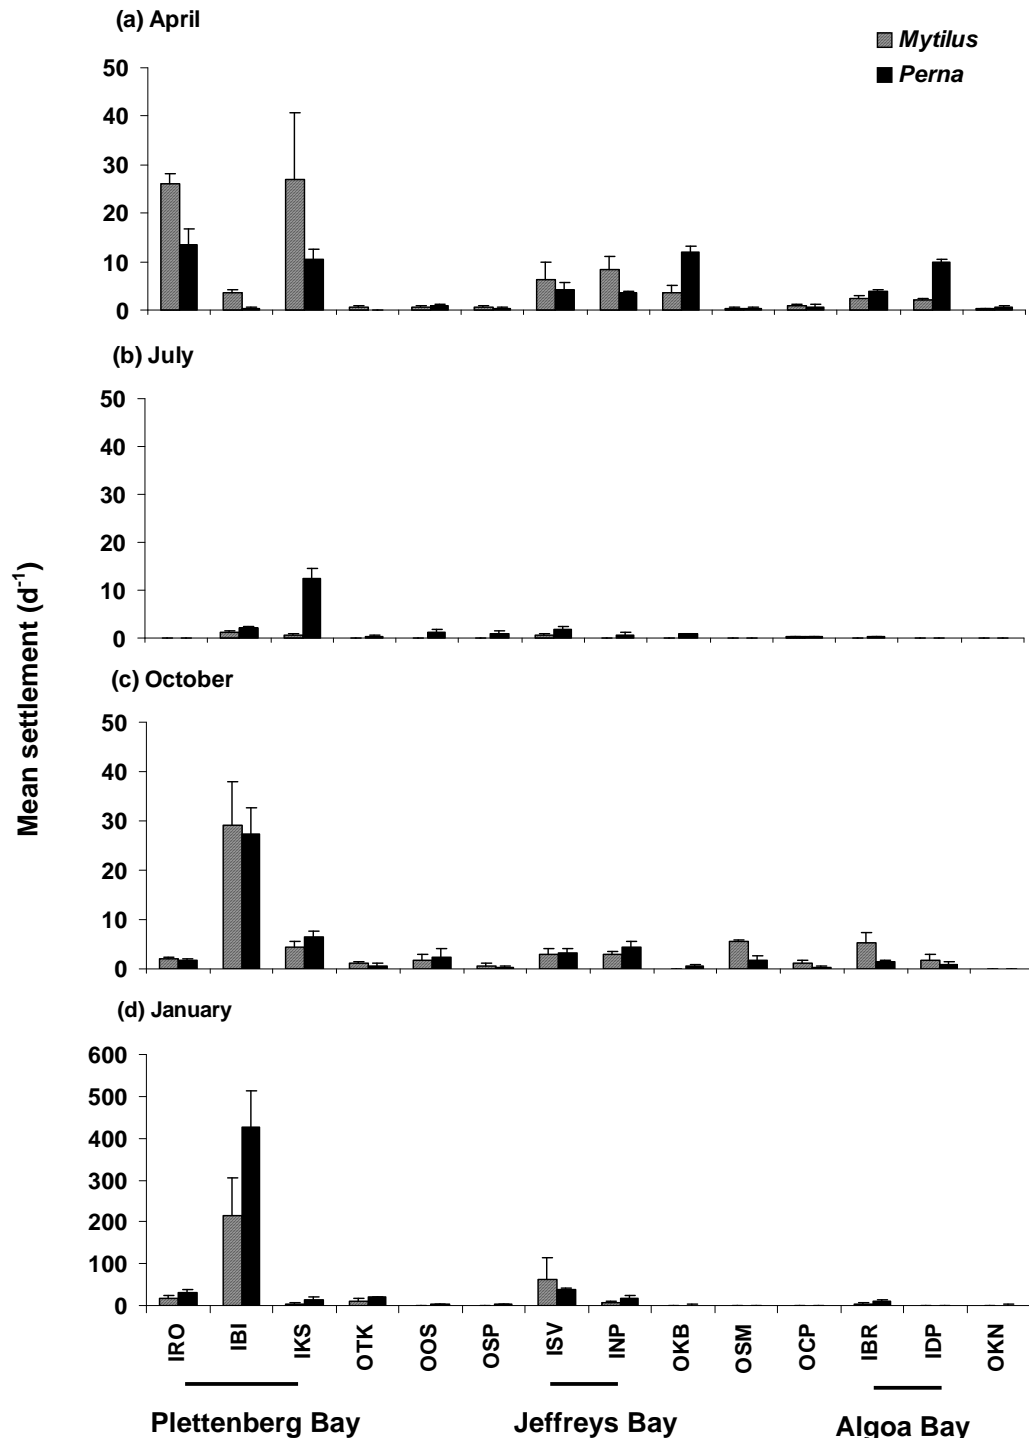 (a) April
Mytilus
Perna
50
40
30
20
10
0
(b) July
50
40
30
20
10
0
(c) October
50
40
30
20
10
0
(d) January
600
500
400
300
200
100
0
Mean settlement (d-1)
IRO
IBI
IKS
OTK
OOS
OSP
ISV
INP
OKB
OSM
OCP
IBR
IDP
OKN
Plettenberg Bay
Jeffreys Bay
Algoa Bay